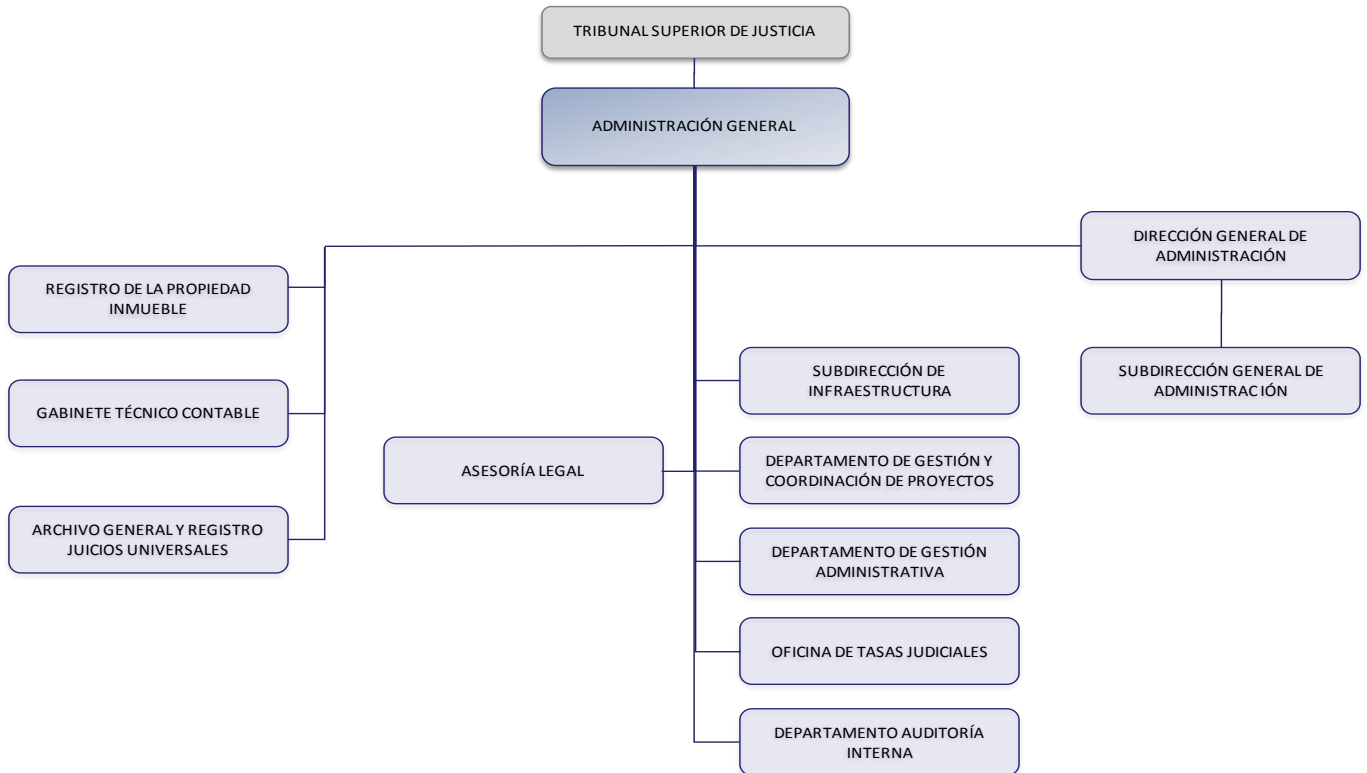 TRIBUNAL SUPERIOR DE JUSTICIA
ADMINISTRACIÓN GENERAL
DIRECCIÓN GENERAL DE
ADMINISTRACIÓN
REGISTRO DE LA PROPIEDAD
INMUEBLE
SUBDIRECCIÓN DE
INFRAESTRUCTURA
SUBDIRECCIÓN GENERAL DE
ADMINISTRACIÓN
GABINETE TÉCNICO CONTABLE
ASESORÍA LEGAL
DEPARTAMENTO DE GESTIÓN Y
COORDINACIÓN DE PROYECTOS
ARCHIVO GENERAL Y REGISTRO
JUICIOS UNIVERSALES
DEPARTAMENTO DE GESTIÓN
ADMINISTRATIVA
OFICINA DE TASAS JUDICIALES
DEPARTAMENTO AUDITORÍA
INTERNA